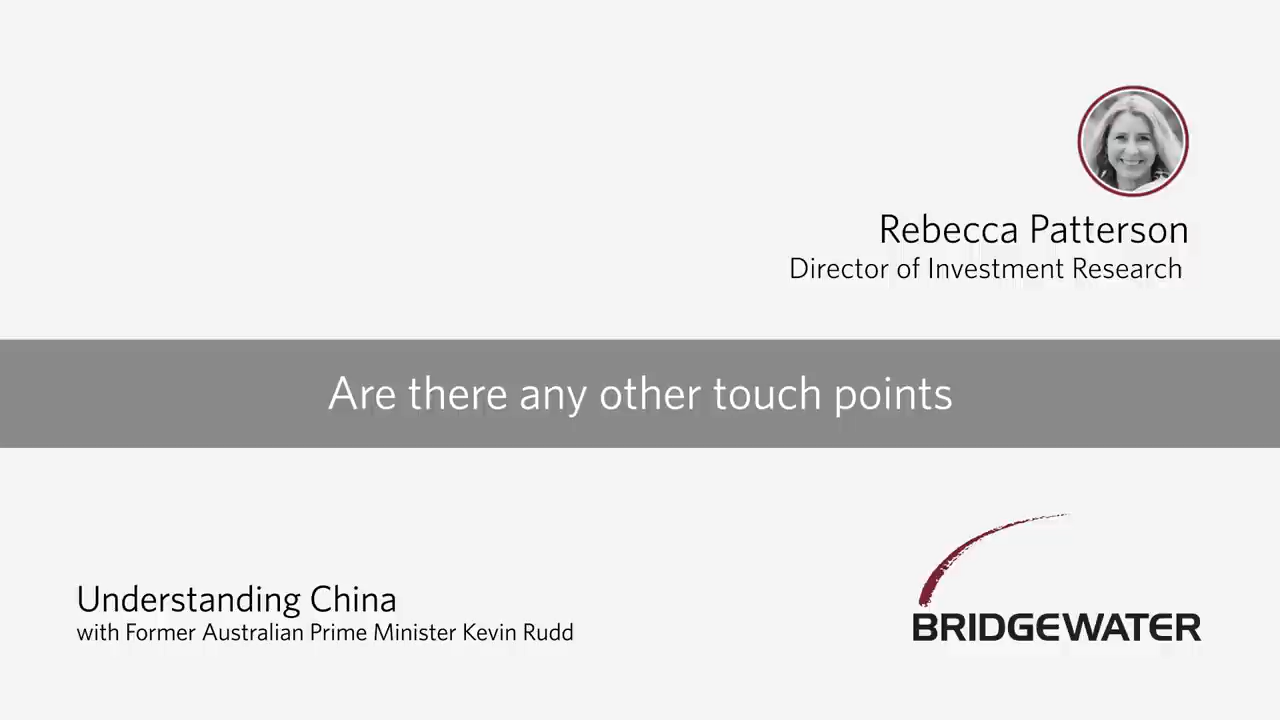 Rebecca Patterson
Director of Investment Research
Are there any other touch points
Understanding China
with Former Australian Prime Minister Kevin Rudd
BRIDGEWATER